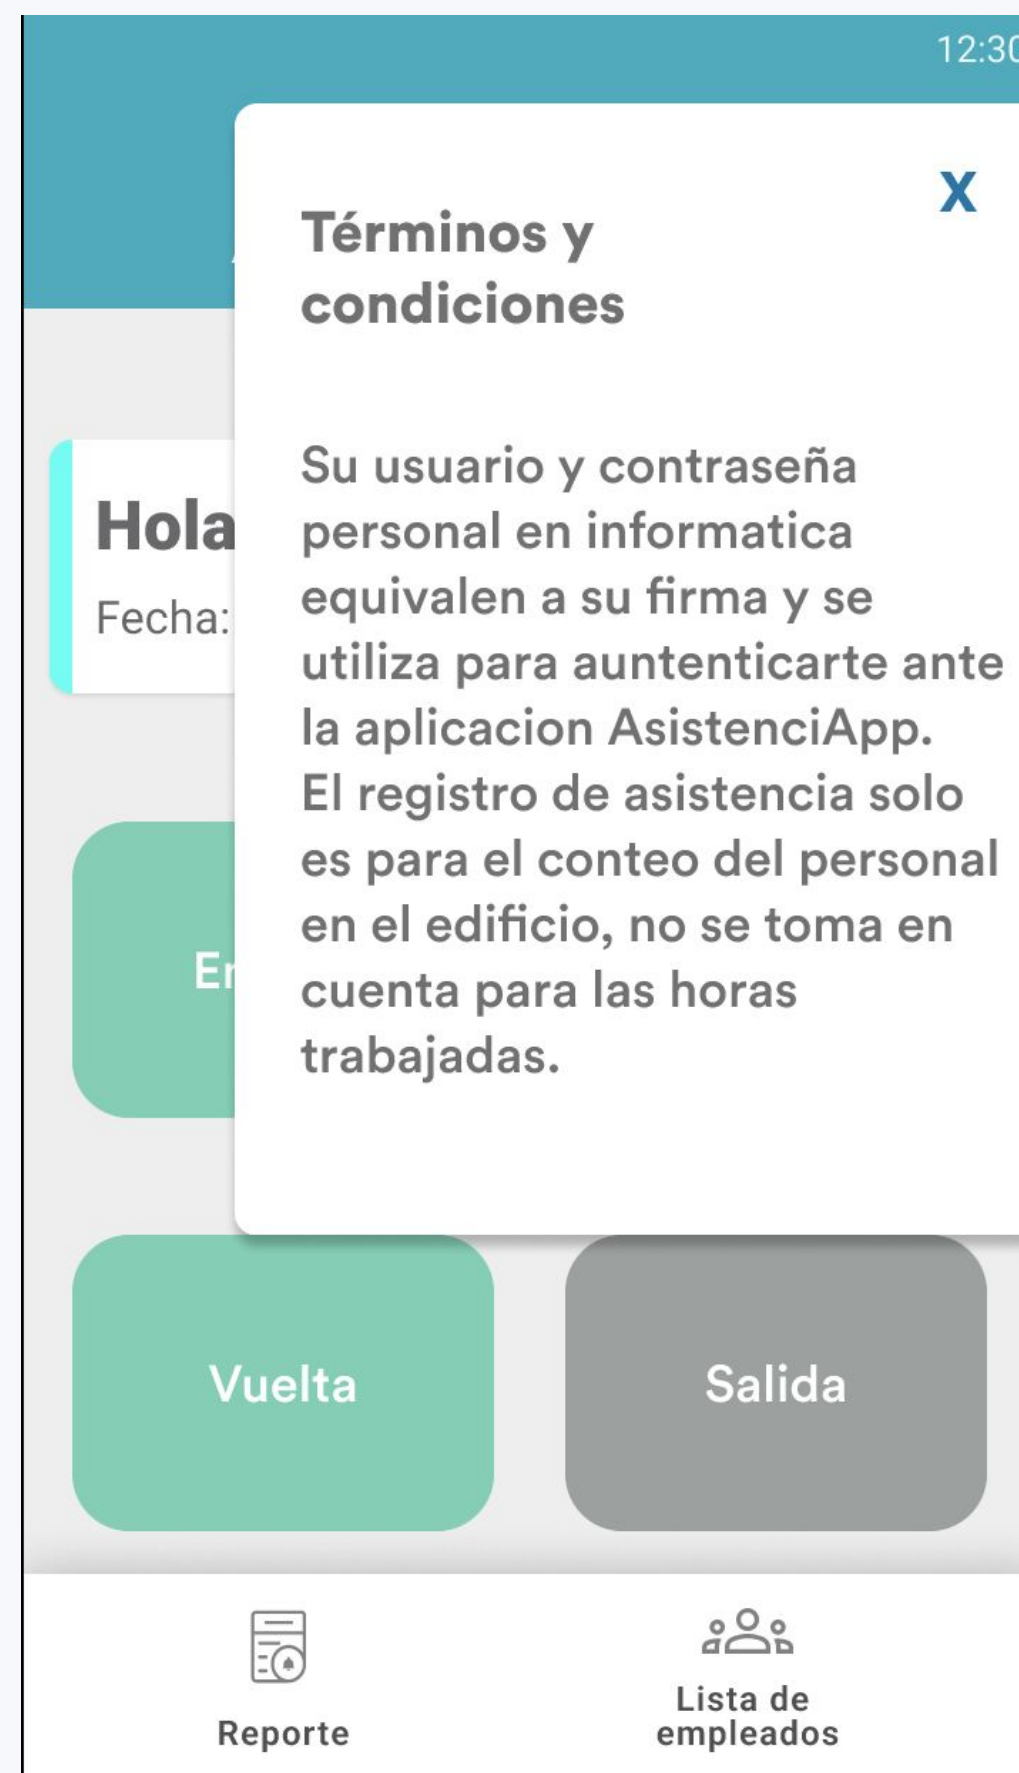 12:30
X
Términos y
condiciones
Su usuario y contraseña
personal en informatica
equivalen a su firma y se
utiliza para auntenticarte ante
la aplicacion AsistenciApp.
El registro de asistencia solo
es para el conteo del personal
en el edificio, no se toma en
cuenta para las horas
trabajadas.
Hola
Fecha:
Vuelta
Salida
Reporte
Lista de
empleados